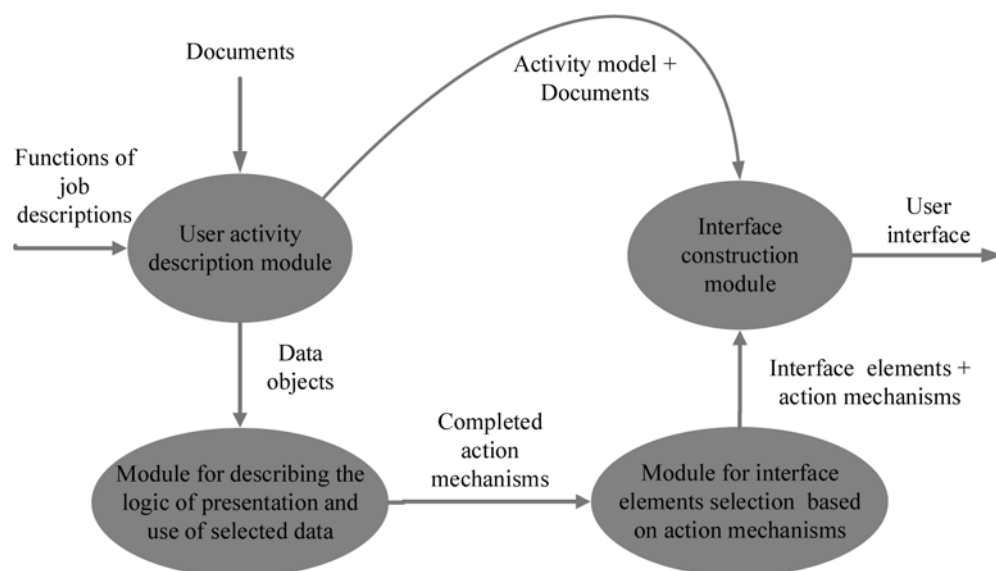 Documents
Activity model +
Documents
Functions of
job
descriptions
User activity
description module
Interface
construction
module
User
interface
Data
objects
Interface elements +
action mechanisms
Completed
action
mechanisms
Module for describing the
logic of presentation and
use of selected data
Module for interface
elements selection based
on action mechanisms